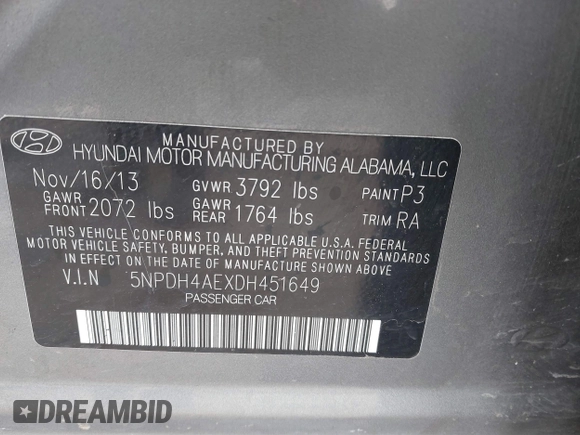 MANUFACTURED BY
HYUNDAI MOTOR MANUFACTURING ALABAMA, LLC
Nov/16/13 GVWR 3792 lbs PAINT P3
GAWR FRONT 2072 lbs GAWR REAR 1764 lbs TRIM RA
THIS VEHICLE CONFORMS TO ALL APPLICABLE U.S.A. FEDERAL
MOTOR VEHICLE SAFETY, BUMPER, AND THEFT PREVENTION STANDARDS
IN EFFECT ON THE DATE OF MANUFACTURE SHOWN ABOVE
V.I.N 5NPDH4AEXDH451649
PASSENGER CAR
DREAMBID